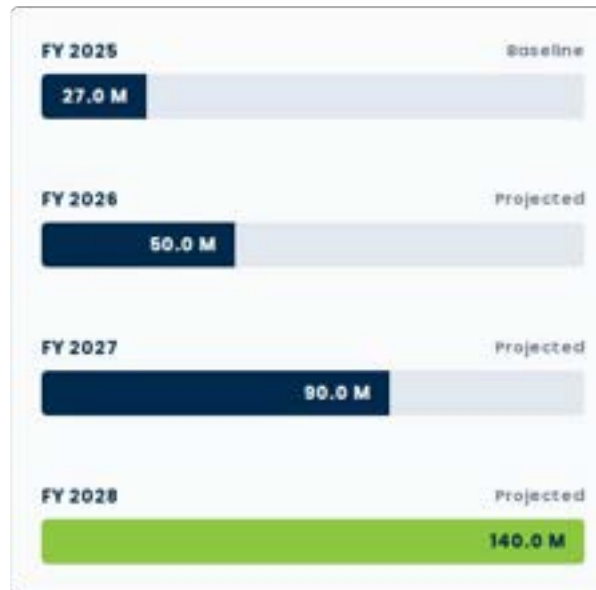 FY 2025 Baseline
27.0 M
FY 2026 Projected
50.0 M
FY 2027 Projected
90.0 M
FY 2028 Projected
140.0 M